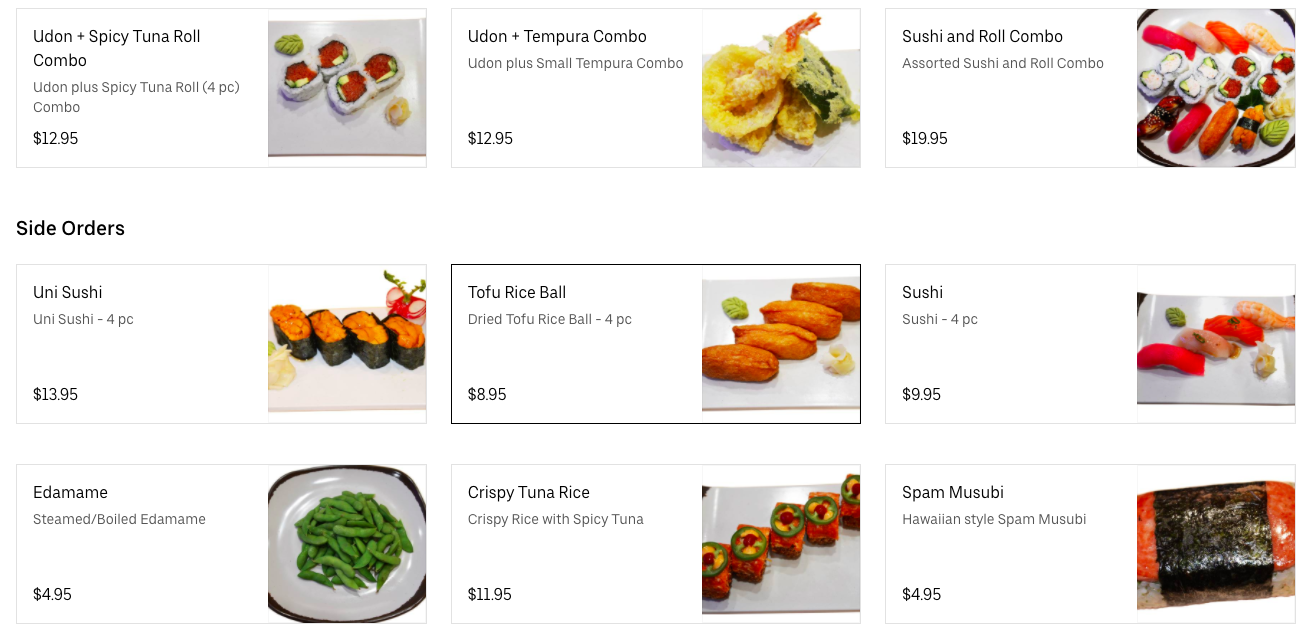 Udon + Spicy Tuna Roll
Combo
Udon plus Spicy Tuna Roll (4 pc)
Combo
$12.95
Udon + Tempura Combo
Udon plus Small Tempura Combo
$12.95
Sushi and Roll Combo
Assorted Sushi and Roll Combo
$19.95
Side Orders
Uni Sushi
Uni Sushi - 4 pc
$13.95
Tofu Rice Ball
Dried Tofu Rice Ball - 4 pc
$8.95
Sushi
Sushi - 4 pc
$9.95
Edamame
Steamed/Boiled Edamame
$4.95
Crispy Tuna Rice
Crispy Rice with Spicy Tuna
$11.95
Spam Musubi
Hawaiian style Spam Musubi
$4.95